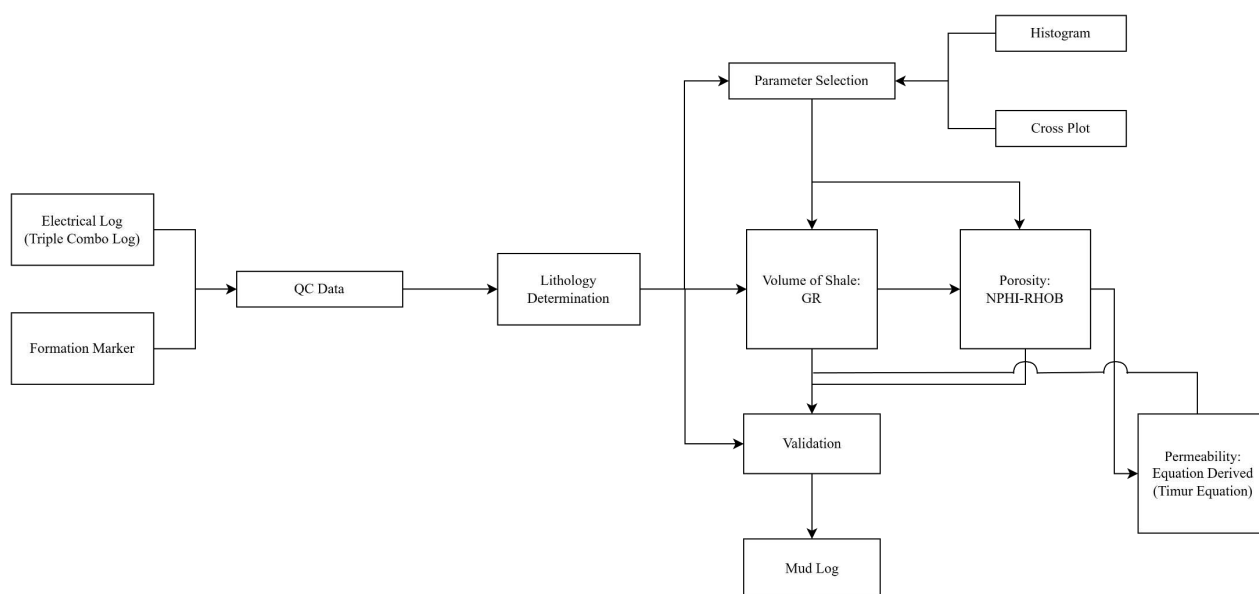 Histogram
Parameter Selection
Cross Plot
Electrical Log
(Triple Combo Log)
QC Data
Lithology
Determination
Volume of Shale:
GR
Porosity:
NPHI-RHOB
Formation Marker
Validation
Permeability:
Equation Derived
(Timur Equation)
Mud Log